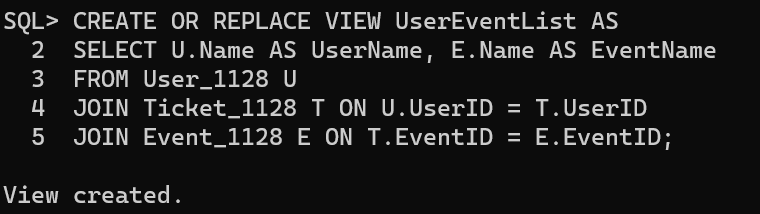 SQL> CREATE OR REPLACE VIEW UserEventList AS
  2  SELECT U.Name AS UserName, E.Name AS EventName
  3  FROM User_1128 U
  4  JOIN Ticket_1128 T ON U.UserID = T.UserID
  5  JOIN Event_1128 E ON T.EventID = E.EventID;
View created.